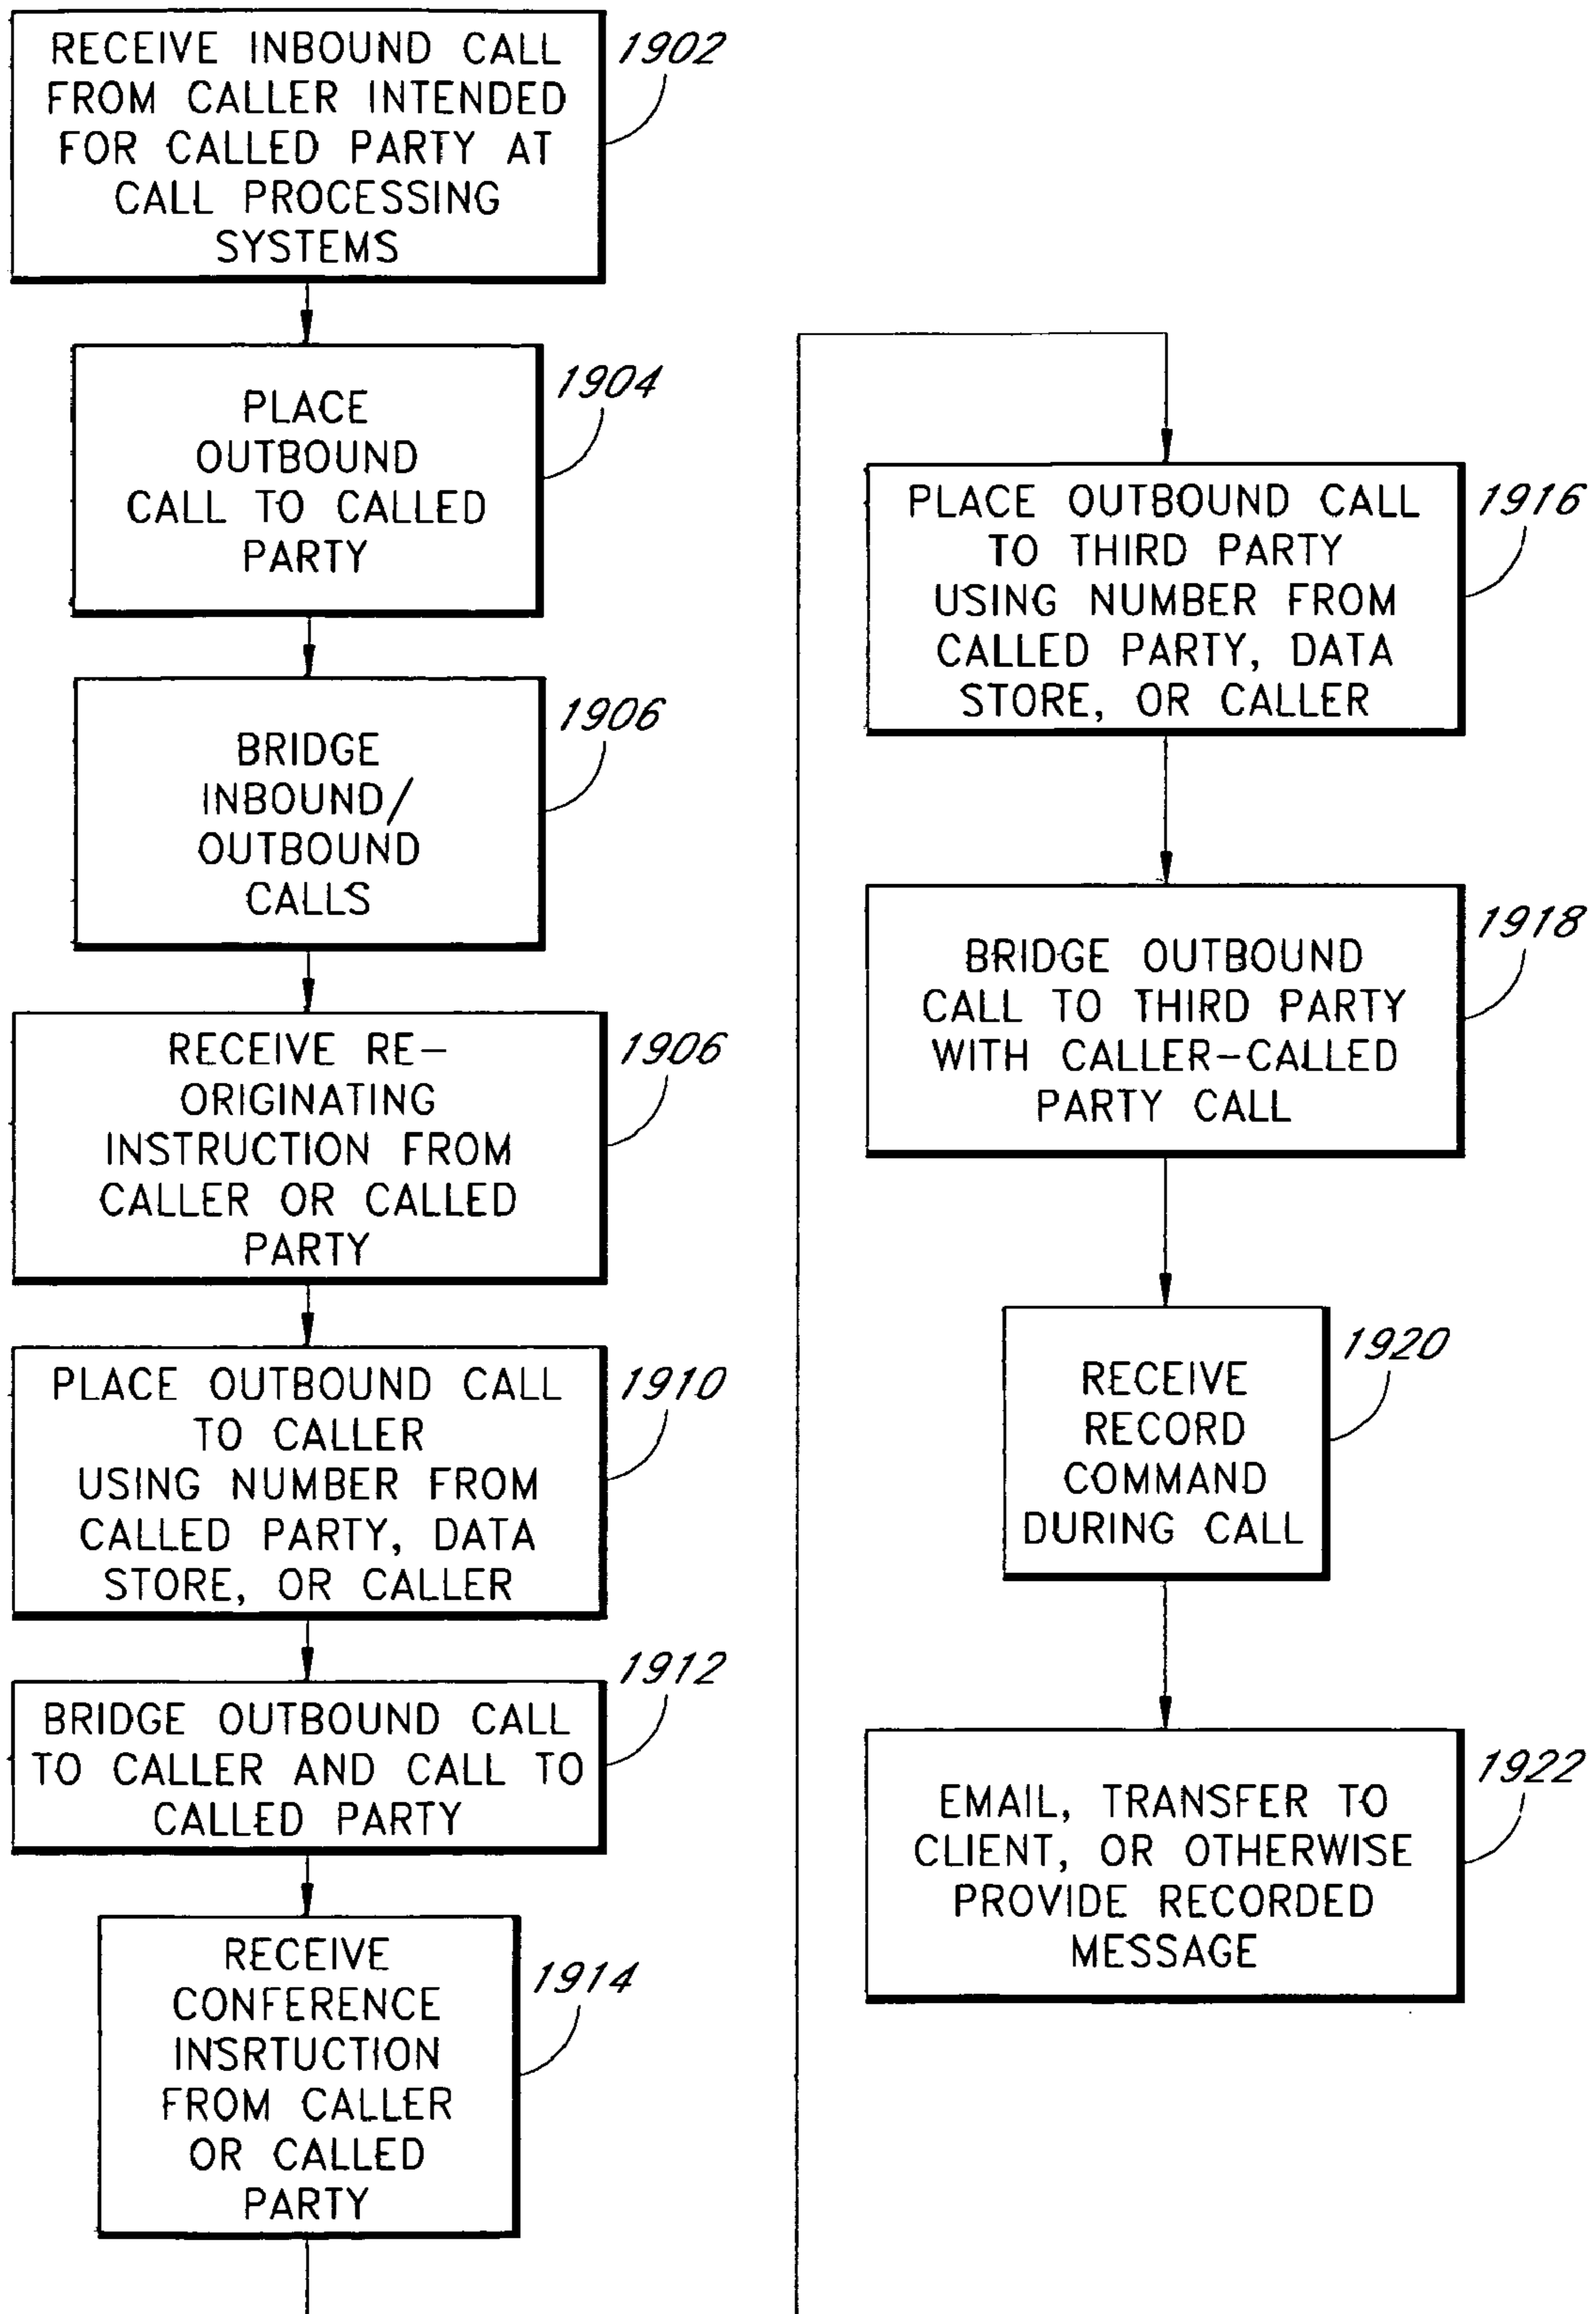 RECEIVE INBOUND CALL
FROM CALLER INTENDED
FOR CALLED PARTY AT
CALL PROCESSING
SYSTEMS
1902
PLACE
OUTBOUND
CALL TO CALLED
PARTY
1904
BRIDGE
INBOUND/
OUTBOUND
CALLS
1906
RECEIVE RE-
ORIGINATING
INSTRUCTION FROM
CALLER OR CALLED
PARTY
1906
PLACE OUTBOUND CALL
TO CALLER
USING NUMBER FROM
CALLED PARTY, DATA
STORE, OR CALLER
1910
BRIDGE OUTBOUND CALL
TO CALLER AND CALL TO
CALLED PARTY
1912
RECEIVE
CONFERENCE
INSRTUCTION
FROM CALLER
OR CALLED
PARTY
1914
PLACE OUTBOUND CALL
TO THIRD PARTY
USING NUMBER FROM
CALLED PARTY, DATA
STORE, OR CALLER
1916
BRIDGE OUTBOUND
CALL TO THIRD PARTY
WITH CALLER-CALLED
PARTY CALL
1918
RECEIVE
RECORD
COMMAND
DURING CALL
1920
EMAIL, TRANSFER TO
CLIENT, OR OTHERWISE
PROVIDE RECORDED
MESSAGE
1922